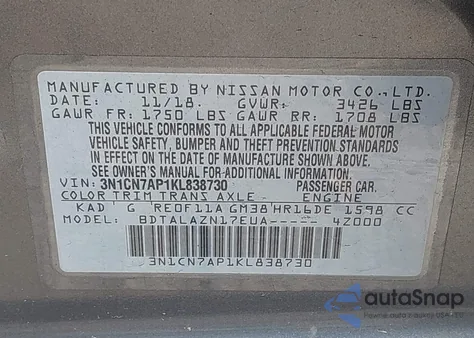 MANUFACTURED BY NISSAN MOTOR CO., LTD.
DATE: 11/18. GVWR: 3426 LBS
GAWR FR: 1750 LBS GAWR RR: 1708 LBS
THIS VEHICLE CONFORMS TO ALL APPLICABLE FEDERAL MOTOR
VEHICLE SAFETY, BUMPER AND THEFT PREVENTION STANDARDS
IN EFFECT ON THE DATE OF MANUFACTURE SHOWN ABOVE.
SEE OWNER'S MANUAL FOR ADDITIONAL INFORMATION.
VIN: 3N1CN7AP1KL838730 PASSENGER CAR.
COLOR TRIM TRANS AXLE ENGINE
KAD G RE0F11A GM38 HR16DE 1598 CC
MODEL: BDTALAZN17EUA----- 42000
3N1CN7AP1KL838730
autoSnap